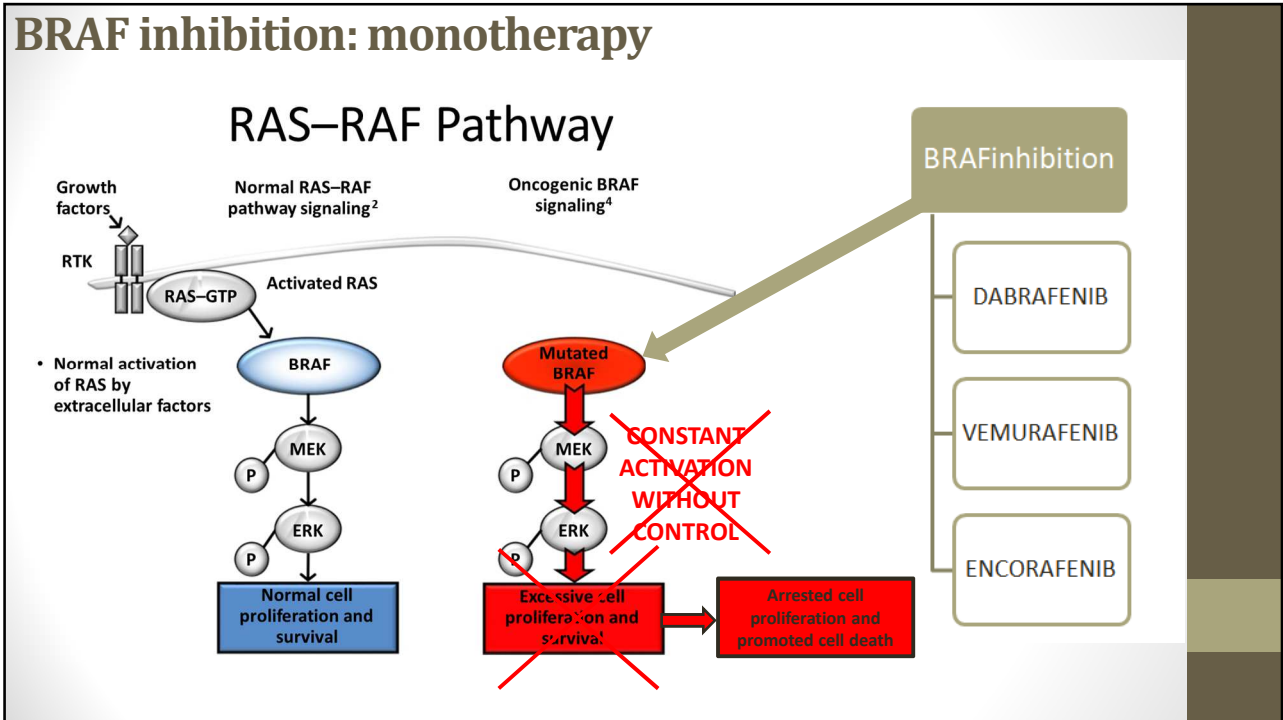 BRAF inhibition: monotherapy
RAS–RAF Pathway
Growth
factors
Normal RAS–RAF
pathway signaling2
Oncogenic BRAF
signaling4
RTK
RAS–GTP
Activated RAS
• Normal activation
of RAS by
extracellular factors
BRAF
MEK
P
ERK
P
Normal cell
proliferation and
survival
Mutated
BRAF
MEK
P
ERK
P
CONSTANT
ACTIVATION
WITHOUT
CONTROL
Excessive cell
proliferation and
survival
Arrested cell
proliferation and
promoted cell death
BRAFinhibition
DABRAFENIB
VEMURAFENIB
ENCORAFENIB